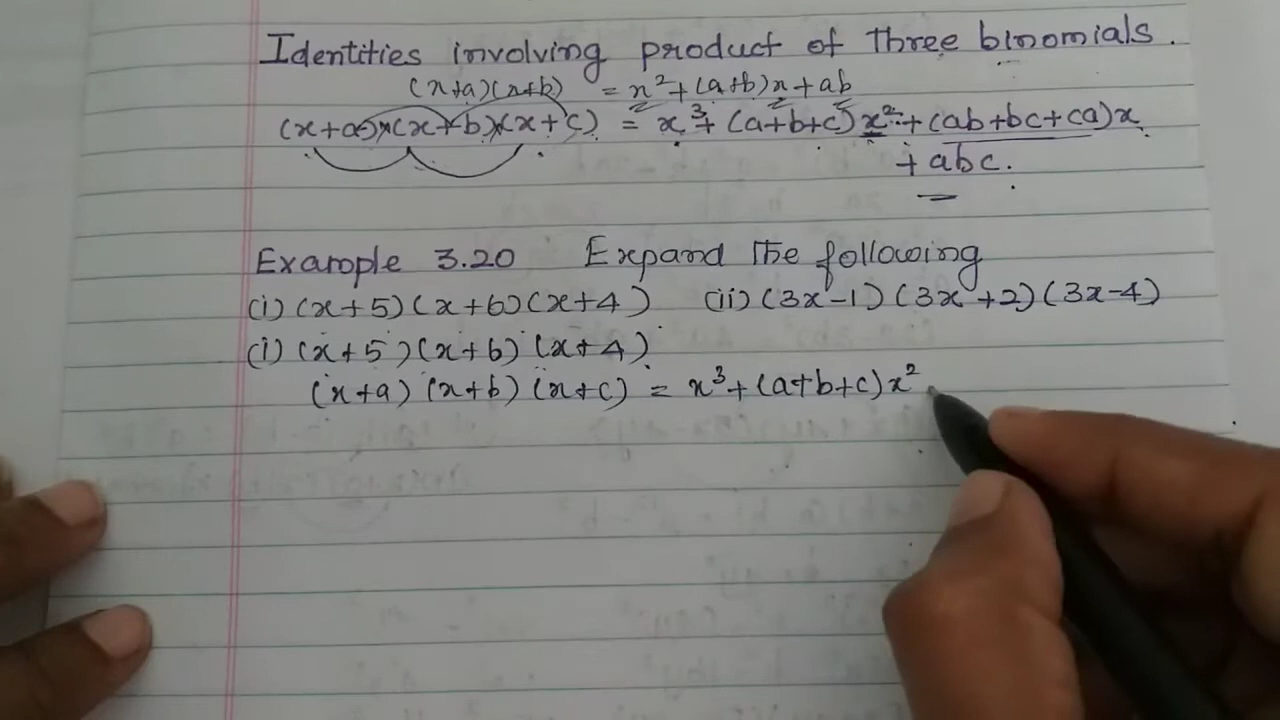 Identities involving product of three binomials.
(x+a)(x+b) = x²+(a+b)x+ab
(x+a)×(x+b)×(x+c) = x³+(a+b+c)x²+(ab+bc+ca)x
+abc.
Example 3.20 Expand the following
(i) (x+5)(x+6)(x+4) (ii) (3x-1)(3x+2)(3x-4)
(i) (x+5)(x+6)(x+4)
(x+a)(x+b)(x+c) = x³+(a+b+c)x²